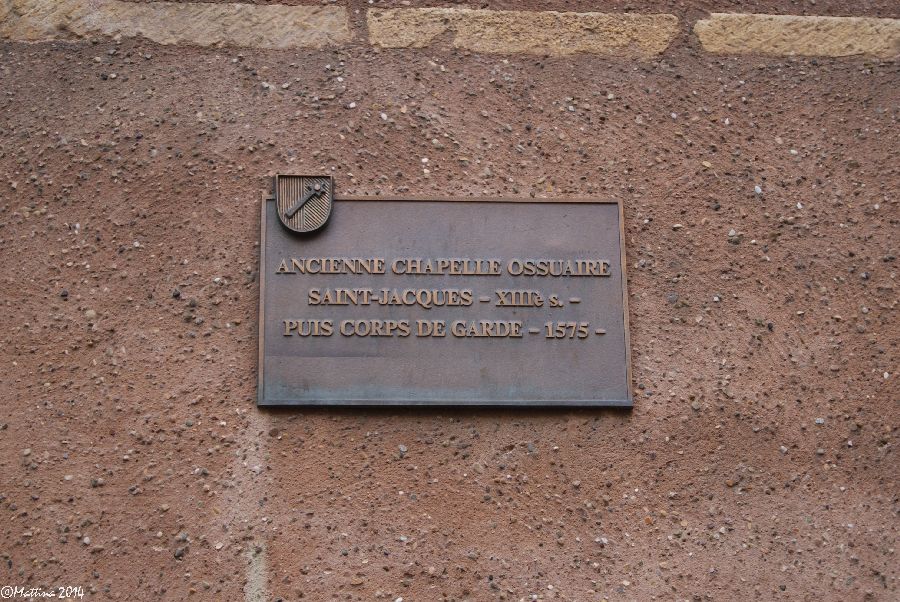 ANCIENNE CHAPELLE OSSUAIRE
SAINT-JACQUES – XIIIè s. –
PUIS CORPS DE GARDE – 1575 –
©Mattina 2014